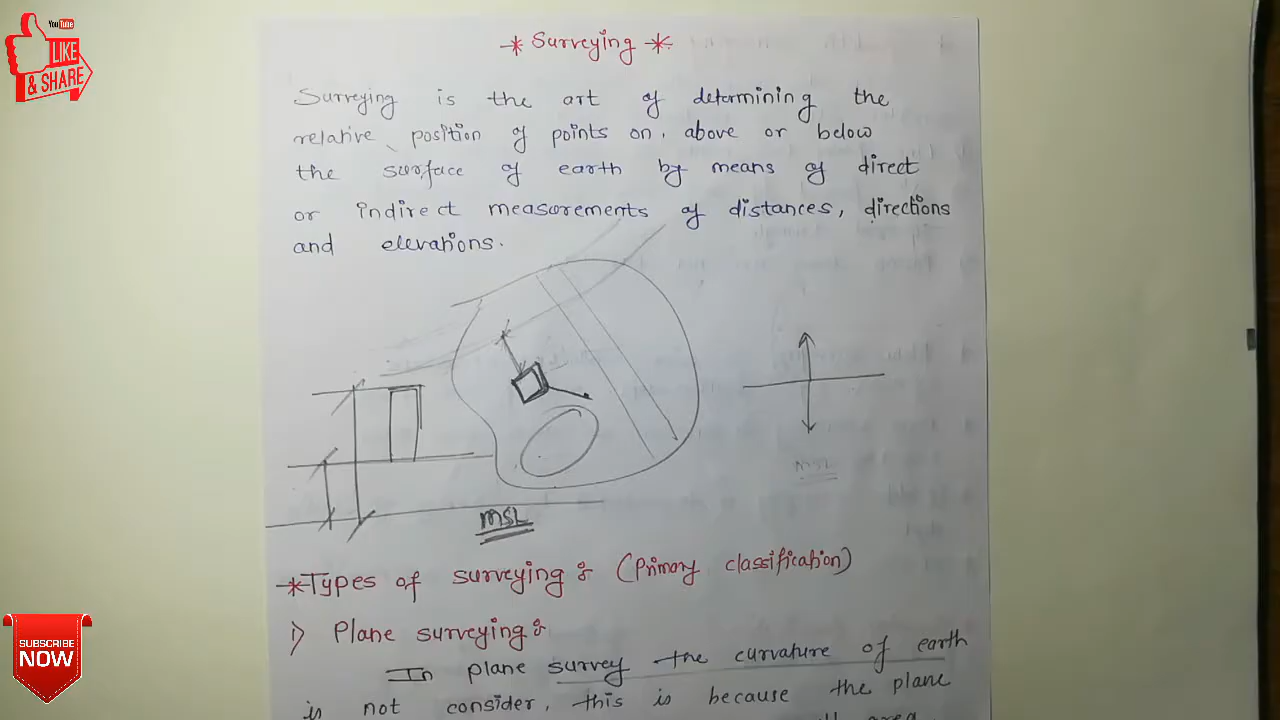 YouTube
LIKE
& SHARE
* Surveying *
Surveying is the art of determining the
relative position of points on, above or below
the surface of earth by means of direct
or indirect measurements of distances, directions
and elevations.
MSL
MSL
* Types of surveying : (Primary classification)
1) Plane surveying :
In plane survey the curvature of earth
is not consider, this is because the plane
area
SUBSCRIBE
NOW